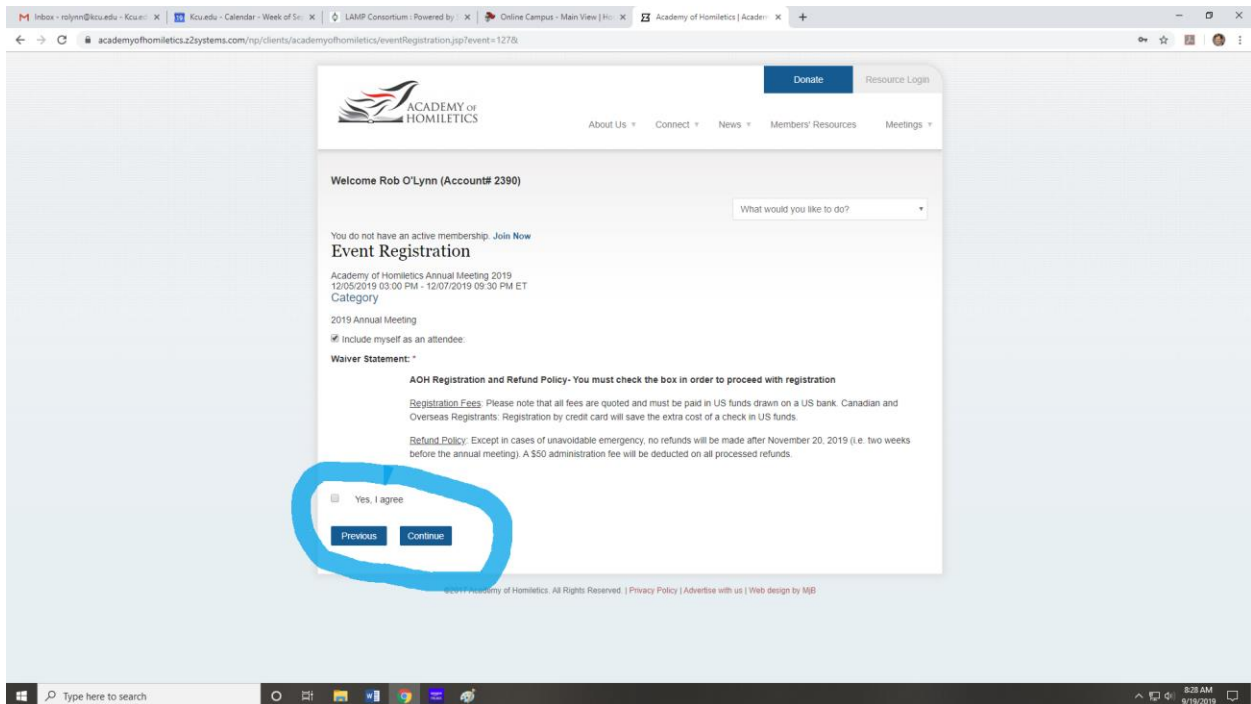 Inbox - rolynn@kcu.edu - Kcu.ed
Kcu.edu - Calendar - Week of Se
LAMP Consortium : Powered by
Online Campus - Main View | Ho
Academy of Homiletics | Academ
academyofhomiletics.z2systems.com/np/clients/academyofhomiletics/eventRegistration.jsp?event=127&
Donate
Resource Login
ACADEMY OF
HOMILETICS
About Us
Connect
News
Members' Resources
Meetings
Welcome Rob O'Lynn (Account# 2390)
What would you like to do?
You do not have an active membership. Join Now
Event Registration
Academy of Homiletics Annual Meeting 2019
12/05/2019 03:00 PM - 12/07/2019 09:30 PM ET
Category
2019 Annual Meeting
Include myself as an attendee:
Waiver Statement: *
AOH Registration and Refund Policy- You must check the box in order to proceed with registration
Registration Fees: Please note that all fees are quoted and must be paid in US funds drawn on a US bank. Canadian and
Overseas Registrants: Registration by credit card will save the extra cost of a check in US funds.
Refund Policy: Except in cases of unavoidable emergency, no refunds will be made after November 20, 2019 (i.e. two weeks
before the annual meeting). A $50 administration fee will be deducted on all processed refunds.
Yes, I agree
Previous
Continue
©2017 Academy of Homiletics. All Rights Reserved. | Privacy Policy | Advertise with us | Web design by MjB
Type here to search
8:28 AM
9/19/2019